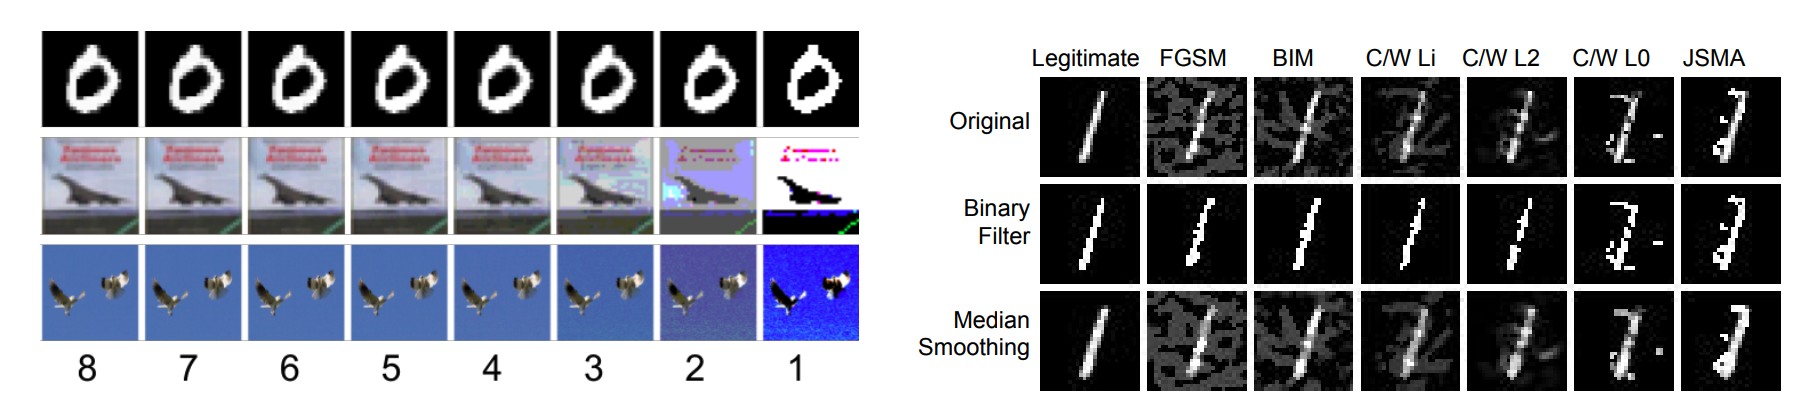 8 7 6 5 4 3 2 1
Legitimate FGSM BIM C/W Li C/W L2 C/W L0 JSMA
Original
Binary
Filter
Median
Smoothing